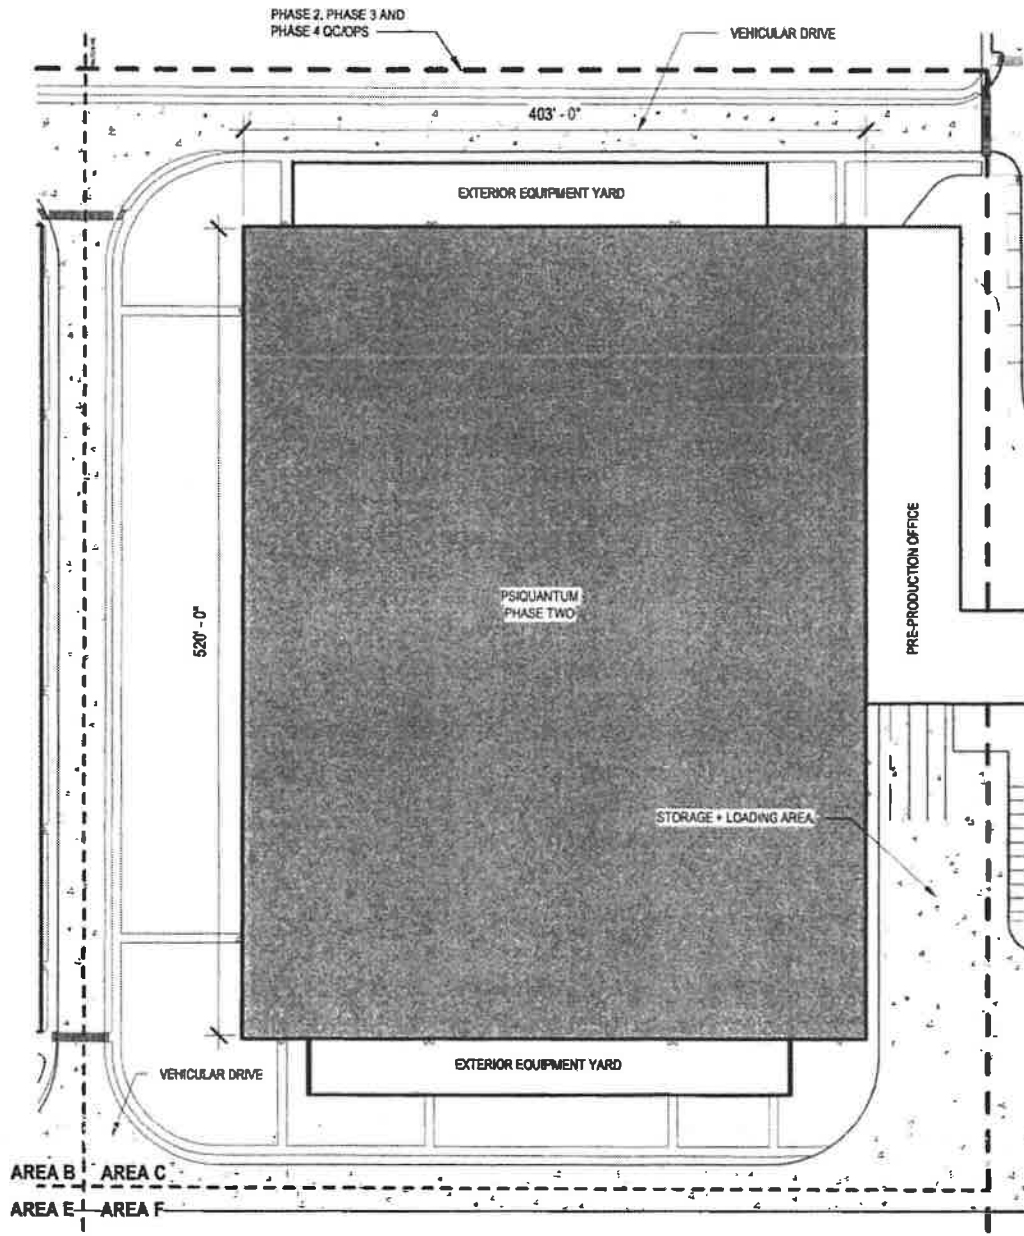 PHASE 2, PHASE 3 AND
PHASE 4 QC/OPS
VEHICULAR DRIVE
403' - 0"
EXTERIOR EQUIPMENT YARD
520' - 0"
PSIQUANTUM
PHASE TWO
PRE-PRODUCTION OFFICE
STORAGE + LOADING AREA
EXTERIOR EQUIPMENT YARD
VEHICULAR DRIVE
AREA B
AREA C
AREA E
AREA F